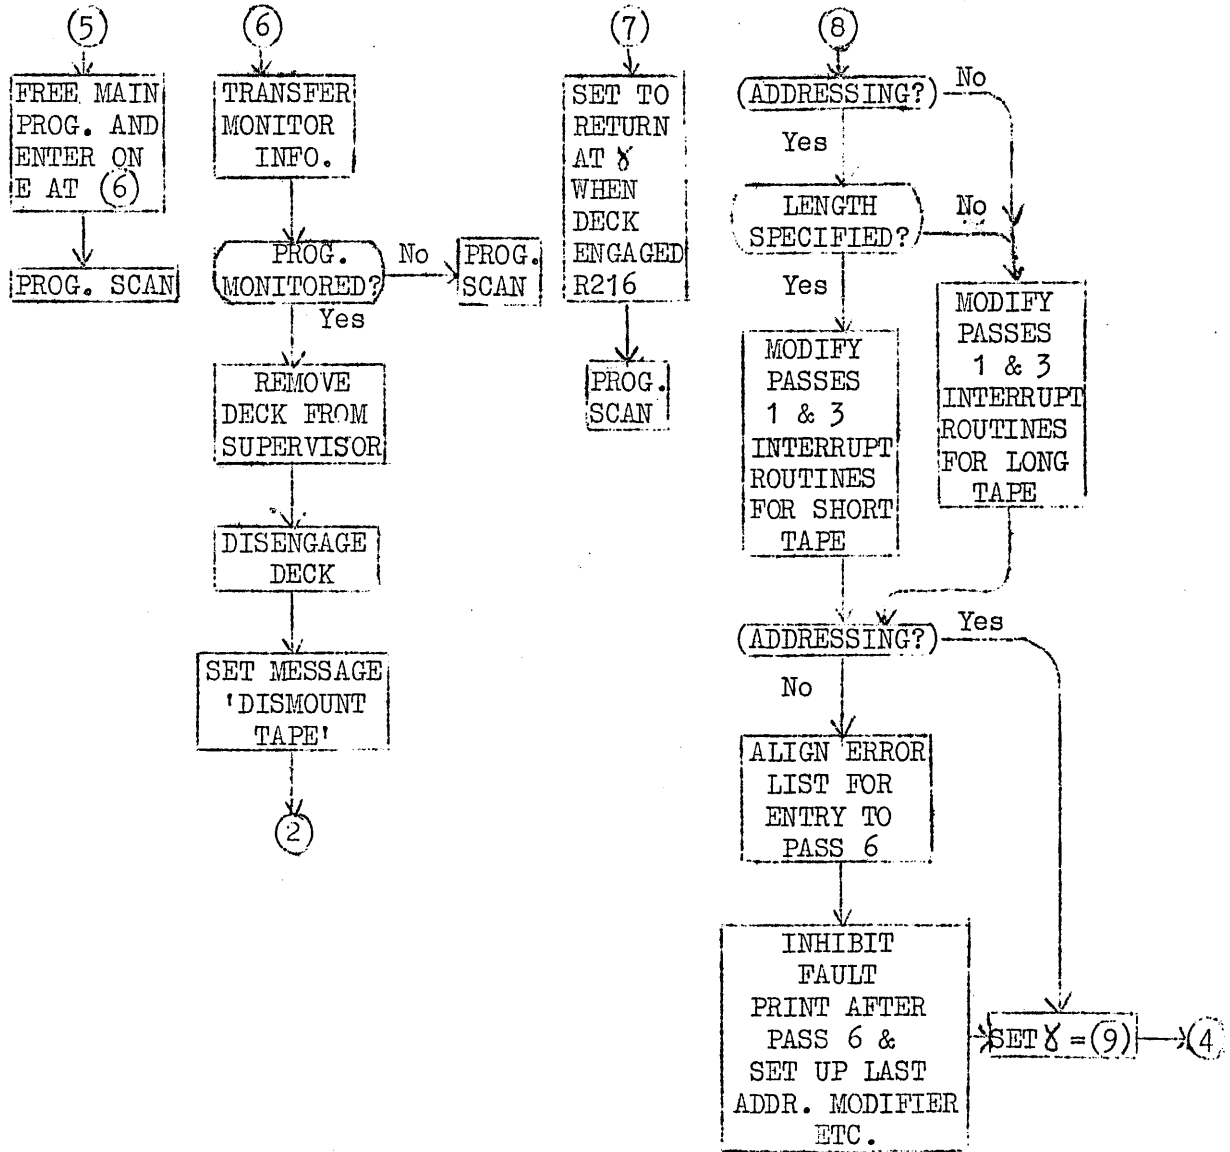 5
FREE MAIN
PROG. AND
ENTER ON
E AT 6
PROG. SCAN
6
TRANSFER
MONITOR
INFO.
PROG.
MONITORED?
No
PROG.
SCAN
Yes
REMOVE
DECK FROM
SUPERVISOR
DISENGAGE
DECK
SET MESSAGE
'DISMOUNT
TAPE'
2
7
SET TO
RETURN
AT γ
WHEN
DECK
ENGAGED
R216
PROG.
SCAN
8
(ADDRESSING?)
No
Yes
LENGTH
SPECIFIED?
No
Yes
MODIFY
PASSES
1 & 3
INTERRUPT
ROUTINES
FOR SHORT
TAPE
MODIFY
PASSES
1 & 3
INTERRUPT
ROUTINES
FOR LONG
TAPE
(ADDRESSING?)
Yes
No
ALIGN ERROR
LIST FOR
ENTRY TO
PASS 6
INHIBIT
FAULT
PRINT AFTER
PASS 6 &
SET UP LAST
ADDR. MODIFIER
ETC.
SET γ = 9
4